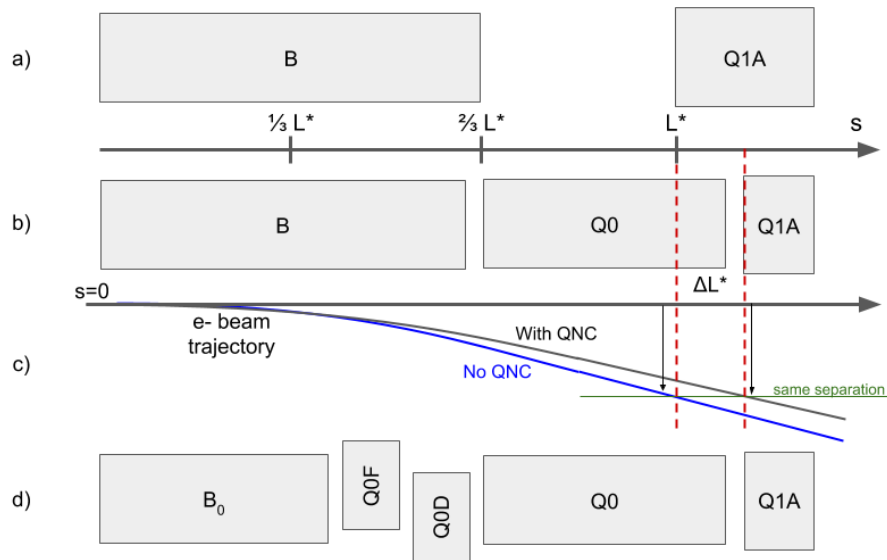 a)
B
Q1A
⅓ L*
⅔ L*
L*
s
b)
B
Q0
Q1A
s=0
ΔL*
e- beam
trajectory
With QNC
c)
No QNC
same separation
d)
B₀
Q0F
Q0D
Q0
Q1A